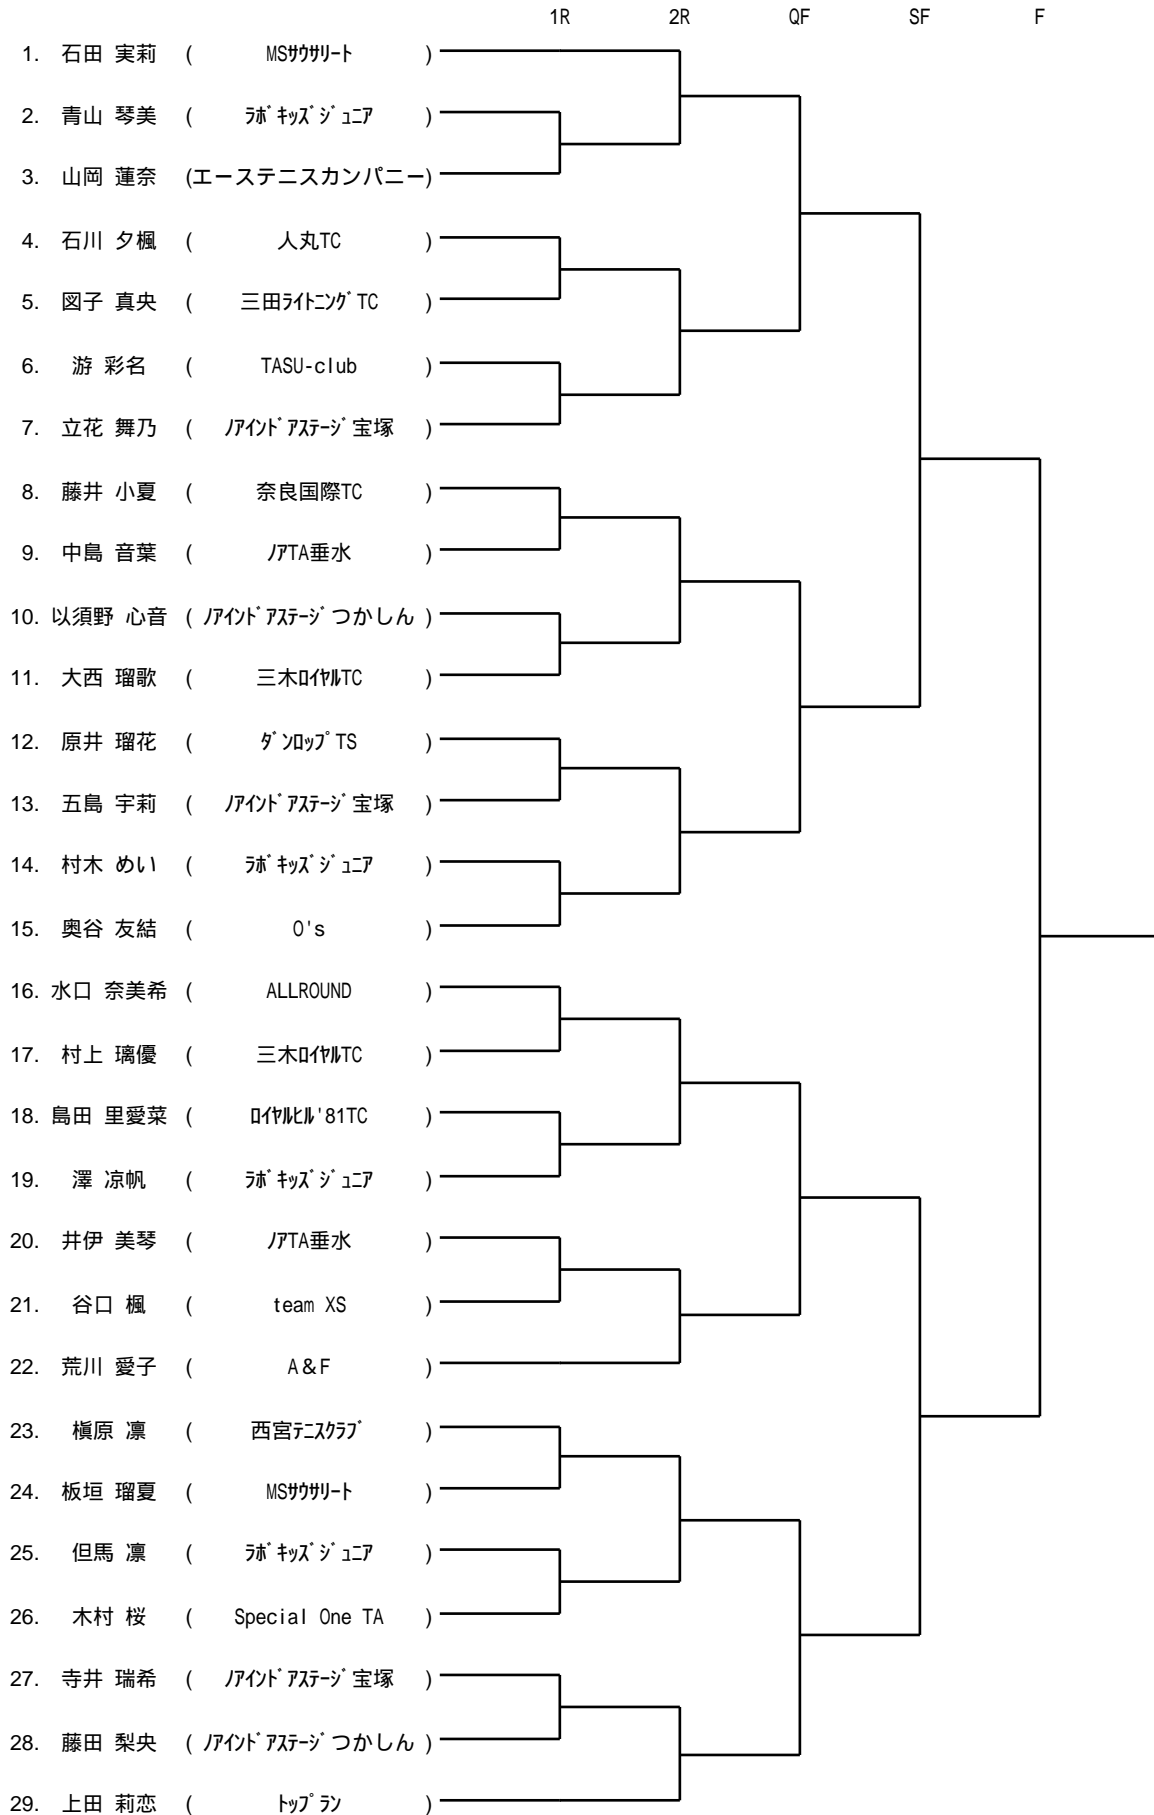 1R 2R QF SF F
1. 石田 実莉 ( MSｻｳｻﾘｰﾄ )
2. 青山 琴美 ( ﾗﾎﾞｷｯｽﾞｼﾞｭﾆｱ )
3. 山岡 蓮奈 (エーステニスカンパニー)
4. 石川 夕楓 ( 人丸TC )
5. 図子 真央 ( 三田ﾗｲﾄﾆﾝｸﾞTC )
6. 游 彩名 ( TASU-club )
7. 立花 舞乃 ( ﾉｱｲﾝﾄﾞｱｽﾃｰｼﾞ宝塚 )
8. 藤井 小夏 ( 奈良国際TC )
9. 中島 音葉 ( ﾉｱTA垂水 )
10. 以須野 心音 ( ﾉｱｲﾝﾄﾞｱｽﾃｰｼﾞつかしん )
11. 大西 瑠歌 ( 三木ﾛｲﾔﾙTC )
12. 原井 瑠花 ( ﾀﾞﾝﾛｯﾌﾟTS )
13. 五島 宇莉 ( ﾉｱｲﾝﾄﾞｱｽﾃｰｼﾞ宝塚 )
14. 村木 めい ( ﾗﾎﾞｷｯｽﾞｼﾞｭﾆｱ )
15. 奥谷 友結 ( O's )
16. 水口 奈美希 ( ALLROUND )
17. 村上 璃優 ( 三木ﾛｲﾔﾙTC )
18. 島田 里愛菜 ( ﾛｲﾔﾙﾋﾙ'81TC )
19. 澤 凉帆 ( ﾗﾎﾞｷｯｽﾞｼﾞｭﾆｱ )
20. 井伊 美琴 ( ﾉｱTA垂水 )
21. 谷口 楓 ( team XS )
22. 荒川 愛子 ( A＆F )
23. 槇原 凛 ( 西宮ﾃﾆｽｸﾗﾌﾞ )
24. 板垣 瑠夏 ( MSｻｳｻﾘｰﾄ )
25. 但馬 凛 ( ﾗﾎﾞｷｯｽﾞｼﾞｭﾆｱ )
26. 木村 桜 ( Special One TA )
27. 寺井 瑞希 ( ﾉｱｲﾝﾄﾞｱｽﾃｰｼﾞ宝塚 )
28. 藤田 梨央 ( ﾉｱｲﾝﾄﾞｱｽﾃｰｼﾞつかしん )
29. 上田 莉恋 ( ﾄｯﾌﾟﾗﾝ )